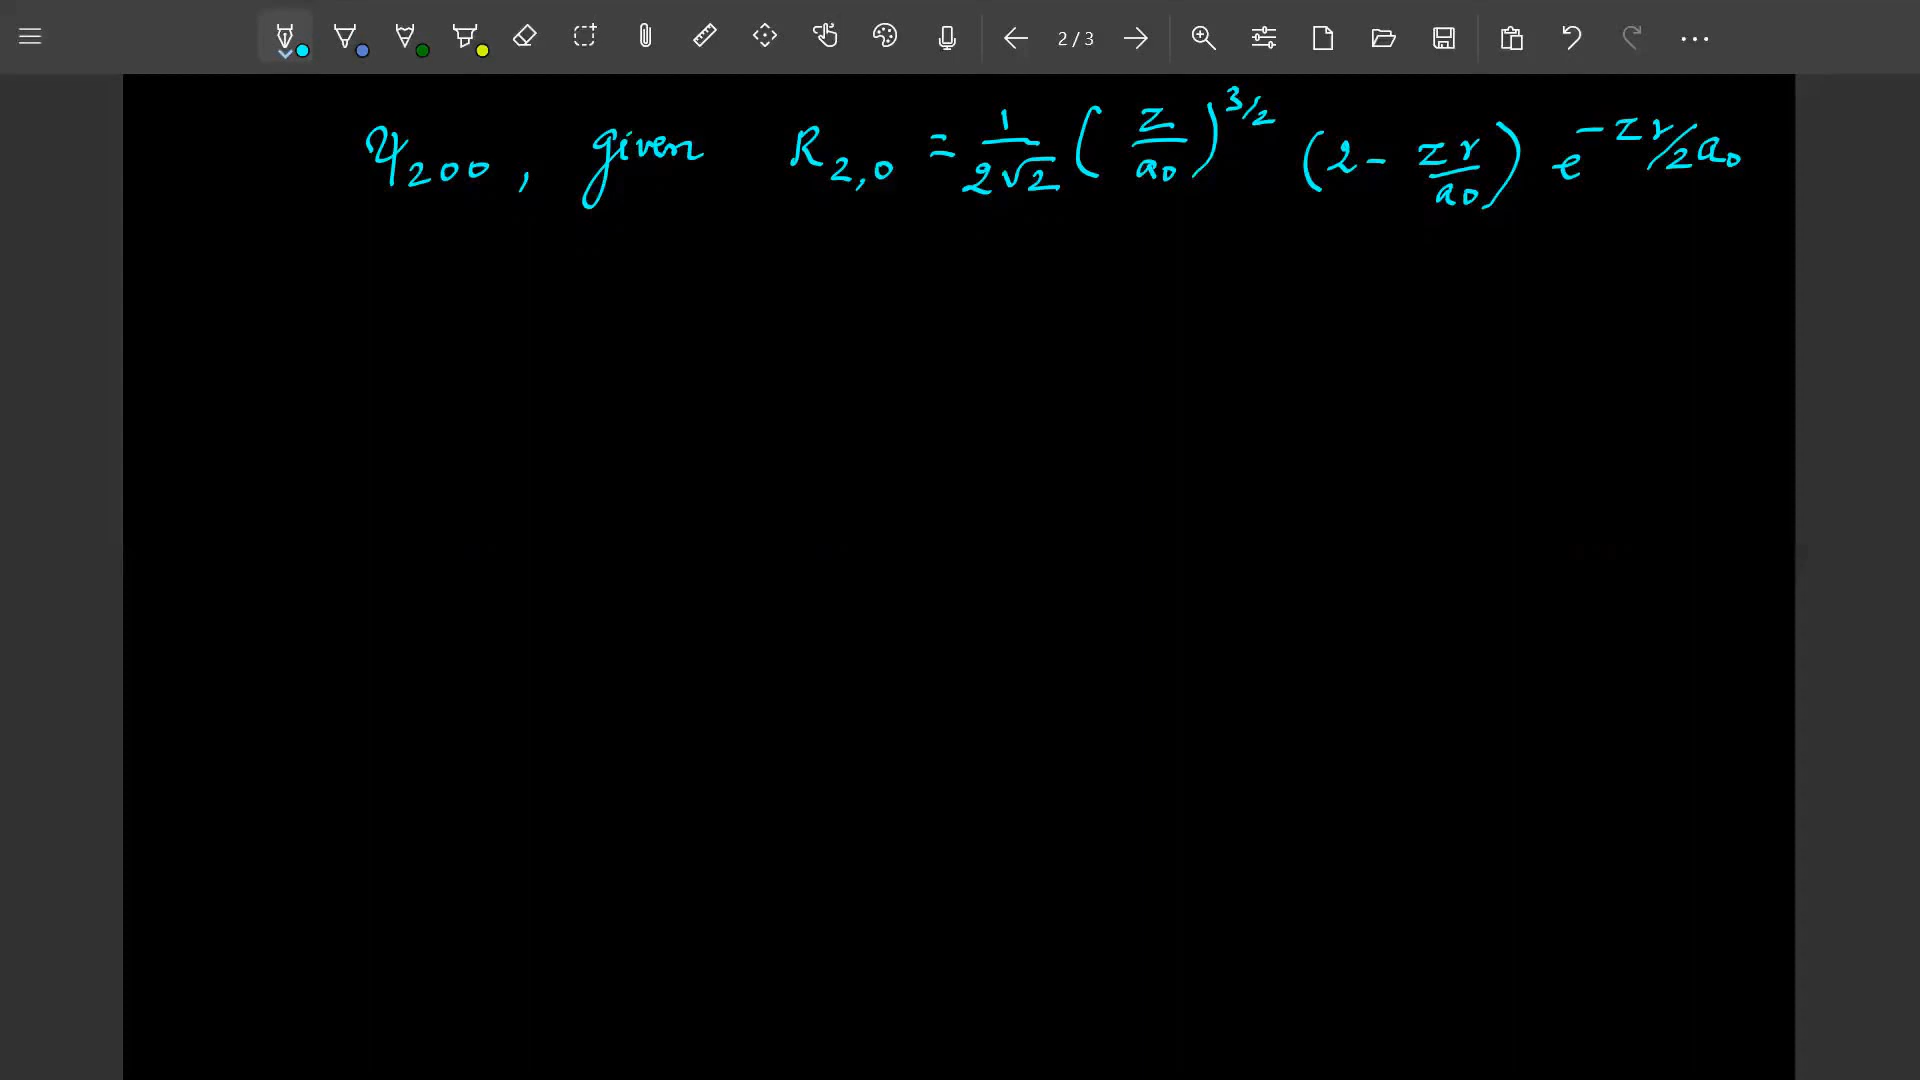 2 / 3
ψ₂₀₀, given R₂,₀ = 1/2√2 (Z/a₀)^3/2 (2 - Zr/a₀) e^-Zr/2a₀